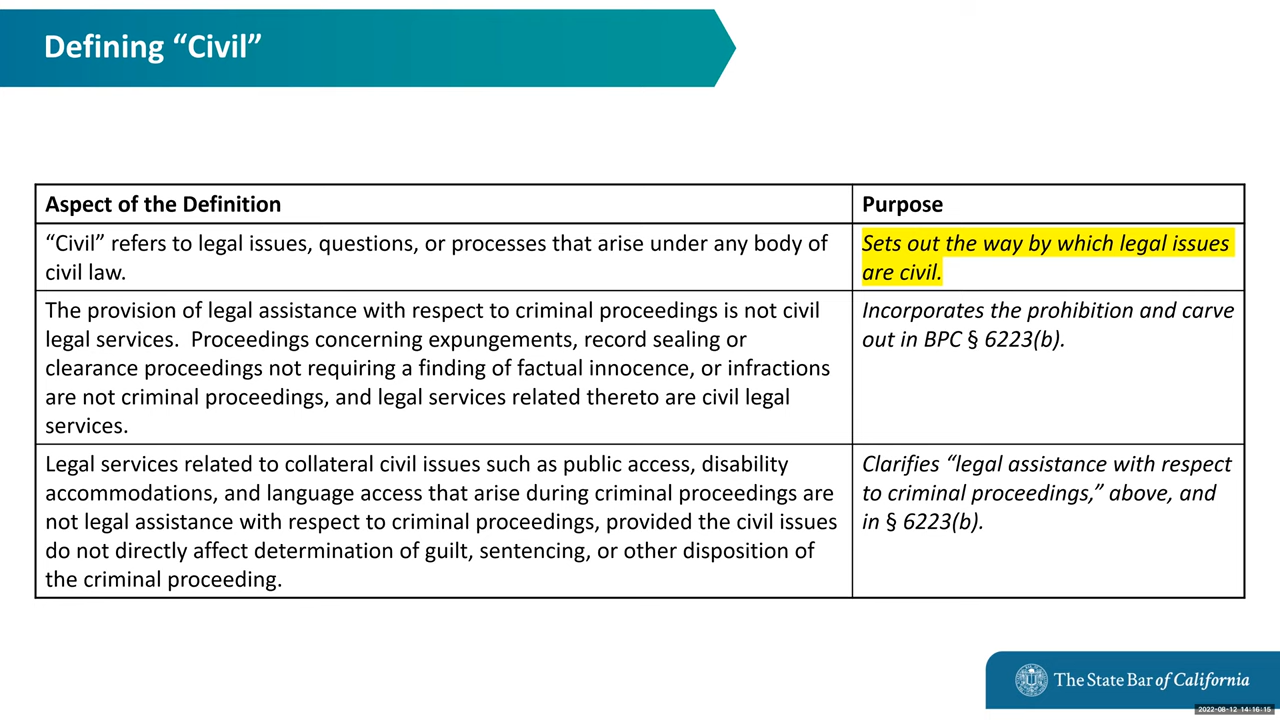 Defining “Civil”
Aspect of the Definition
Purpose
“Civil” refers to legal issues, questions, or processes that arise under any body of
civil law.
Sets out the way by which legal issues
are civil.
The provision of legal assistance with respect to criminal proceedings is not civil
legal services.  Proceedings concerning expungements, record sealing or
clearance proceedings not requiring a finding of factual innocence, or infractions
are not criminal proceedings, and legal services related thereto are civil legal
services.
Incorporates the prohibition and carve
out in BPC § 6223(b).
Legal services related to collateral civil issues such as public access, disability
accommodations, and language access that arise during criminal proceedings are
not legal assistance with respect to criminal proceedings, provided the civil issues
do not directly affect determination of guilt, sentencing, or other disposition of
the criminal proceeding.
Clarifies “legal assistance with respect
to criminal proceedings,” above, and
in § 6223(b).
The State Bar of California
2022-08-12 14:16:15